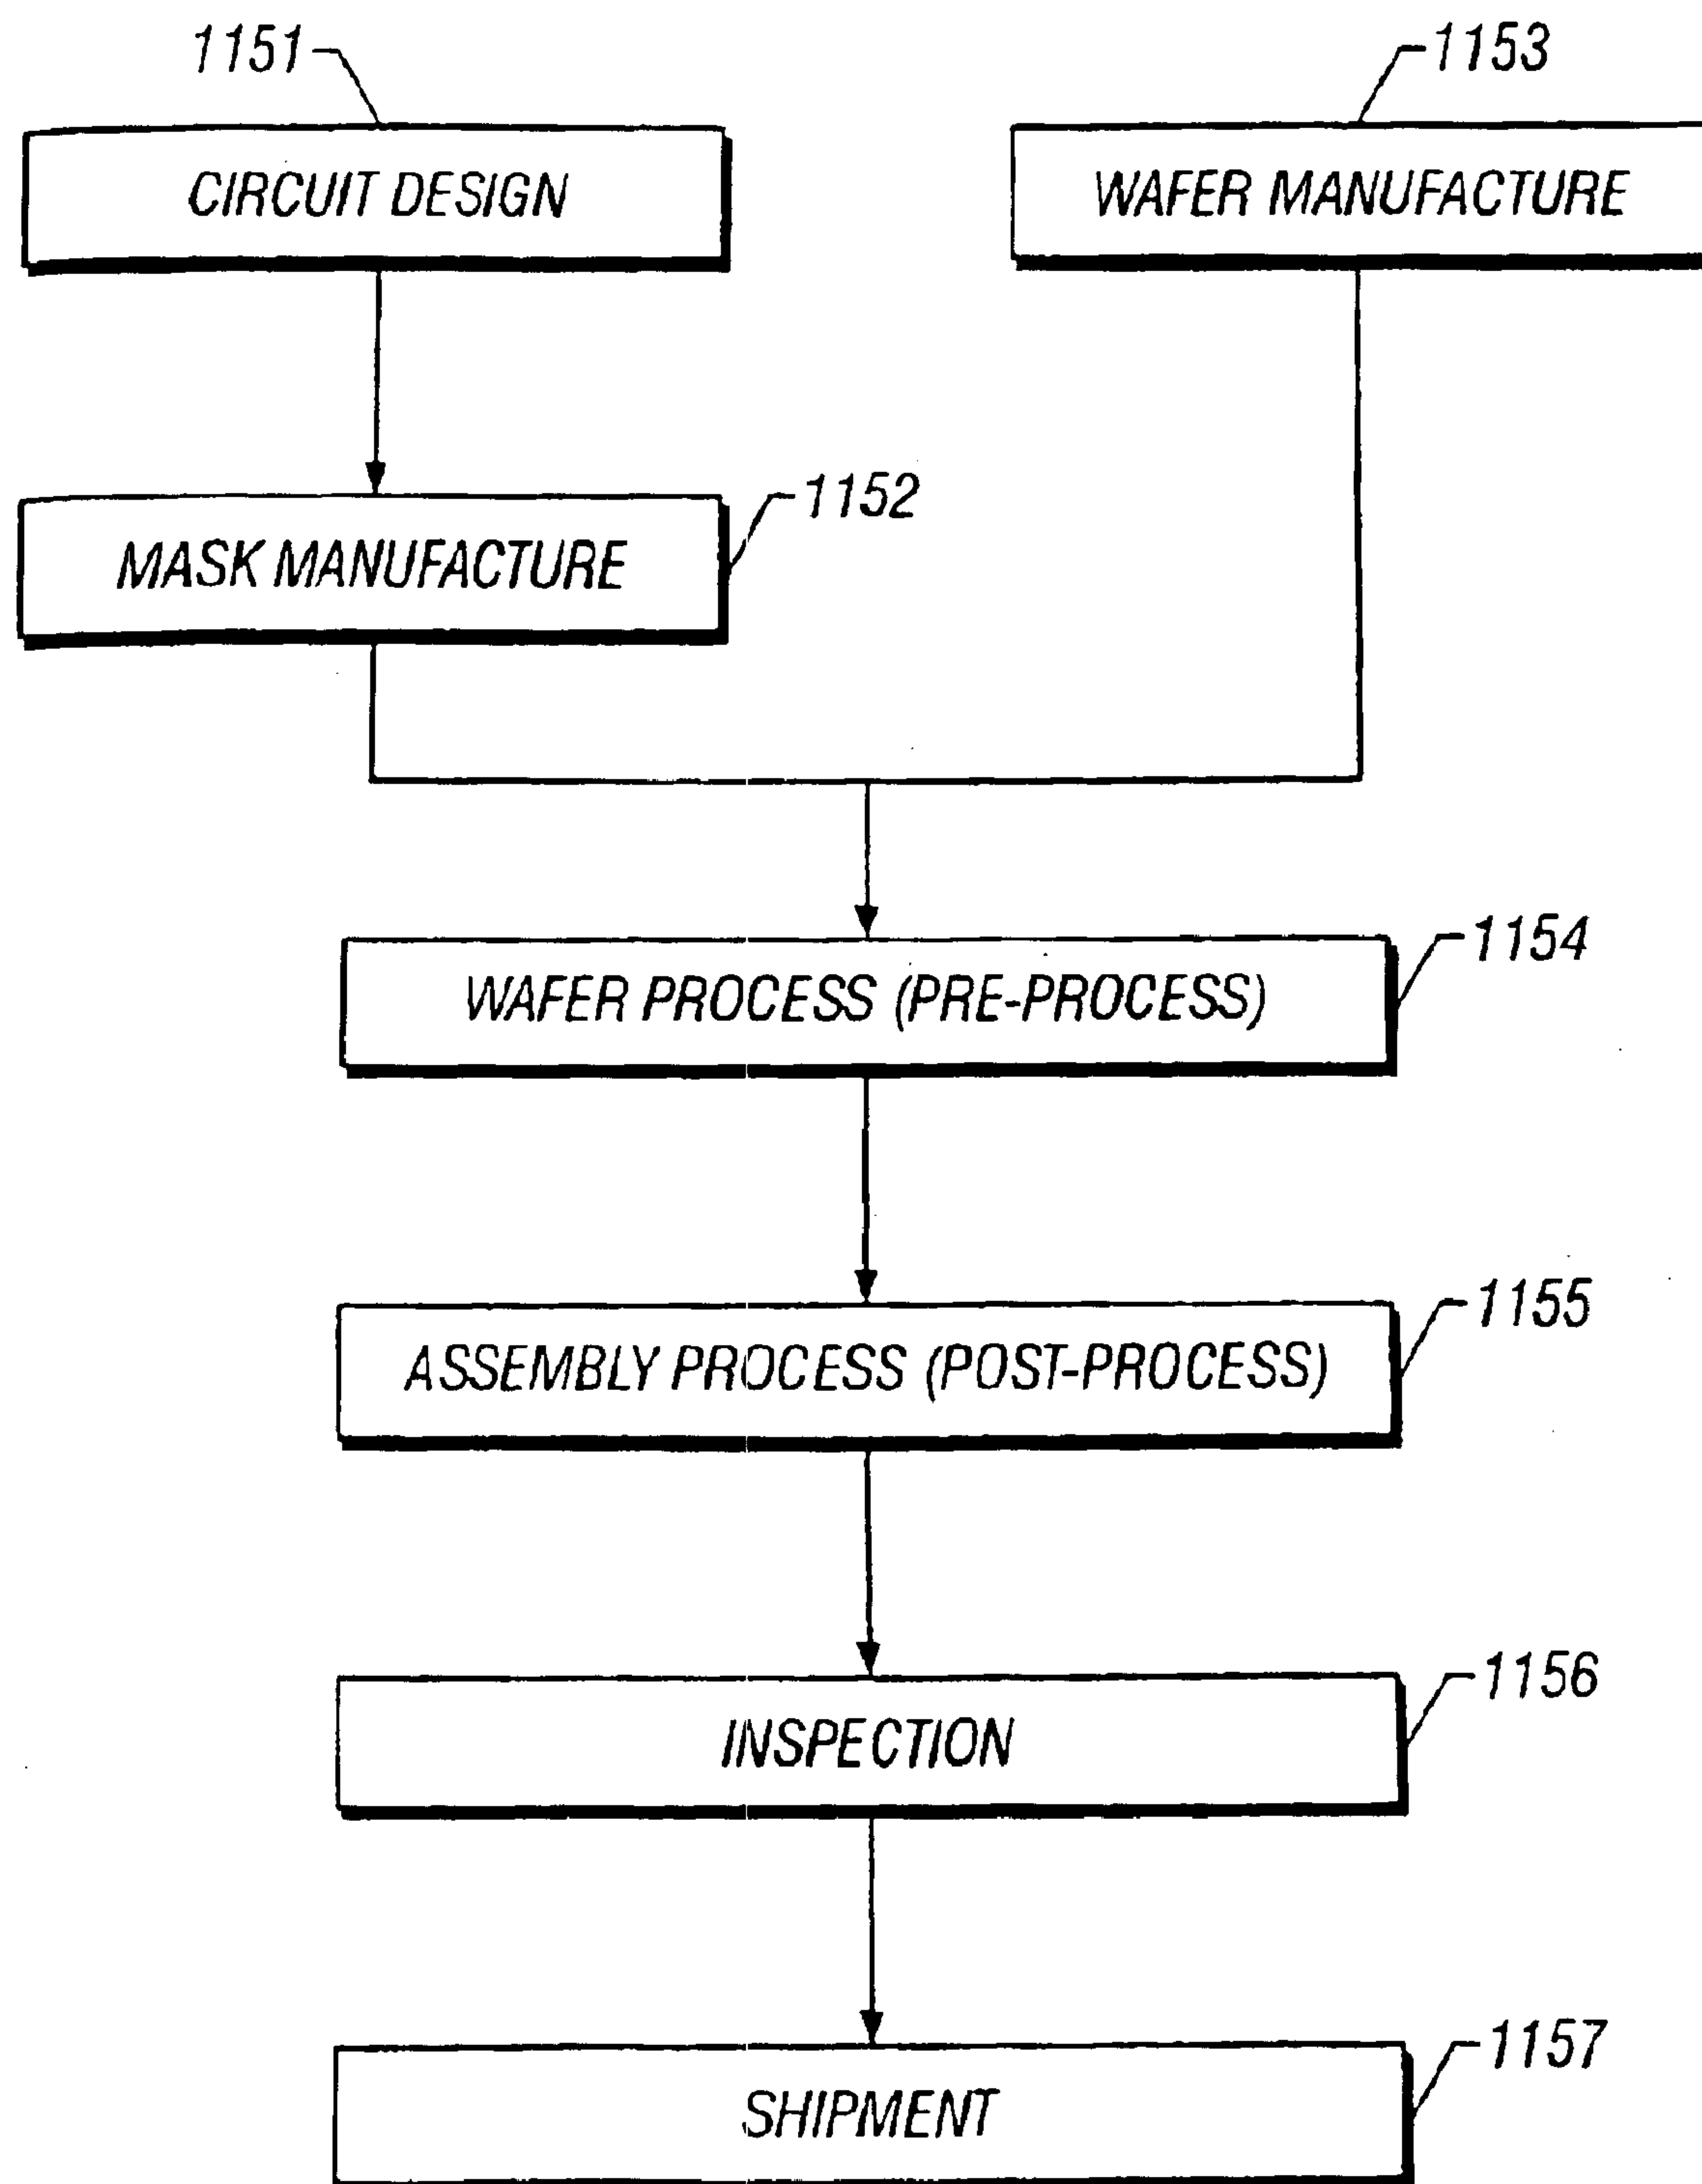 1151
1153
CIRCUIT DESIGN
WAFER MANUFACTURE
1152
MASK MANUFACTURE
1154
WAFER PROCESS (PRE-PROCESS)
1155
ASSEMBLY PROCESS (POST-PROCESS)
1156
INSPECTION
1157
SHIPMENT